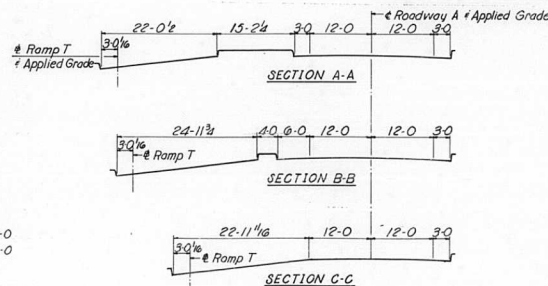 ℄ Roadway A & Applied Grade
22-0½ 15-2¼ 3-0 12-0 12-0 3-0
℄ Ramp T
& Applied Grade
3-0 1/16
SECTION A-A
24-11¾ 4-0 6-0 12-0 12-0 3-0
3-0 1/16
℄ Ramp T
SECTION B-B
-0
-0
22-11 11/16 12-0 12-0 3-0
3-0 1/16
℄ Ramp T
SECTION C-C